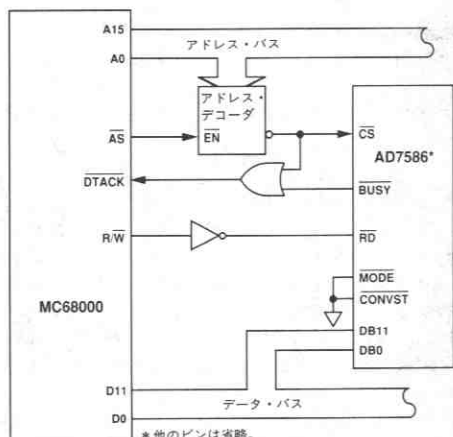 A15
アドレス・バス
A0
アドレス・
デコーダ
AS
EN
CS
AD7586*
DTACK
BUSY
R/W
RD
MODE
MC68000
CONVST
DB11
DB0
D11
データ・バス
D0
*他のピンは省略。